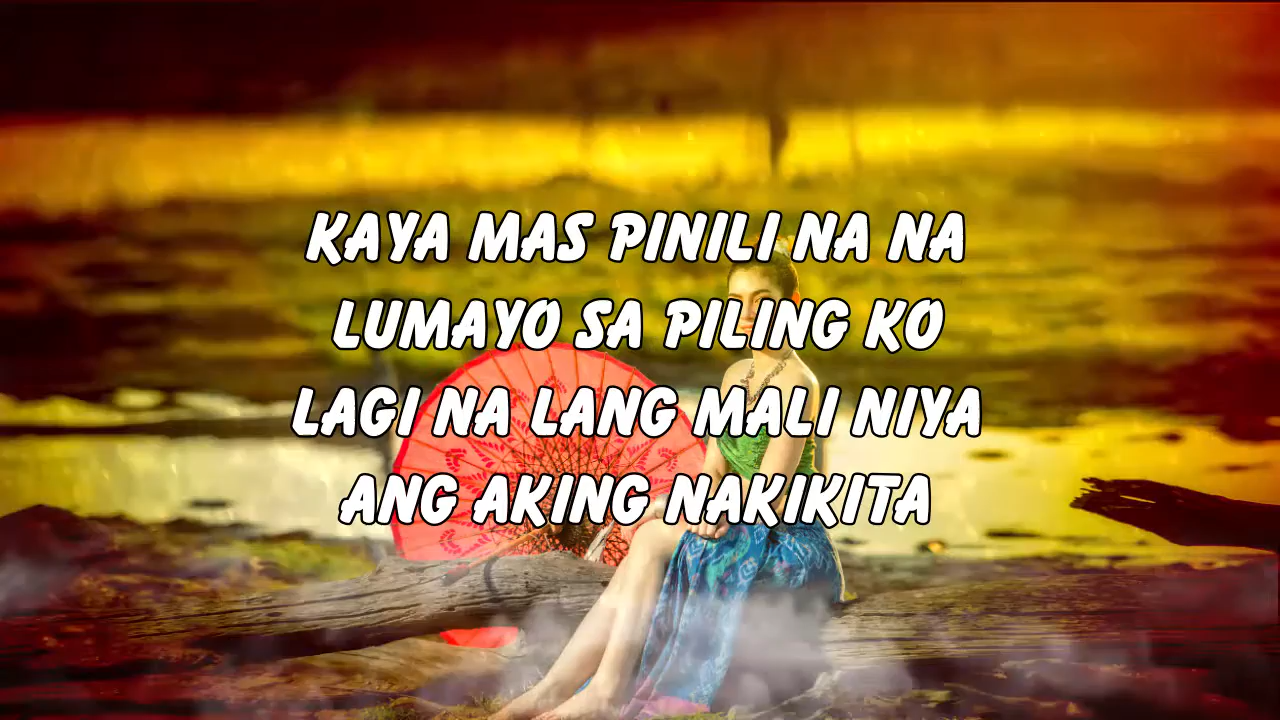 KAYA MAS PINILI NA NA
LUMAYO SA PILING KO
LAGI NA LANG MALI NIYA
ANG AKING NAKIKITA